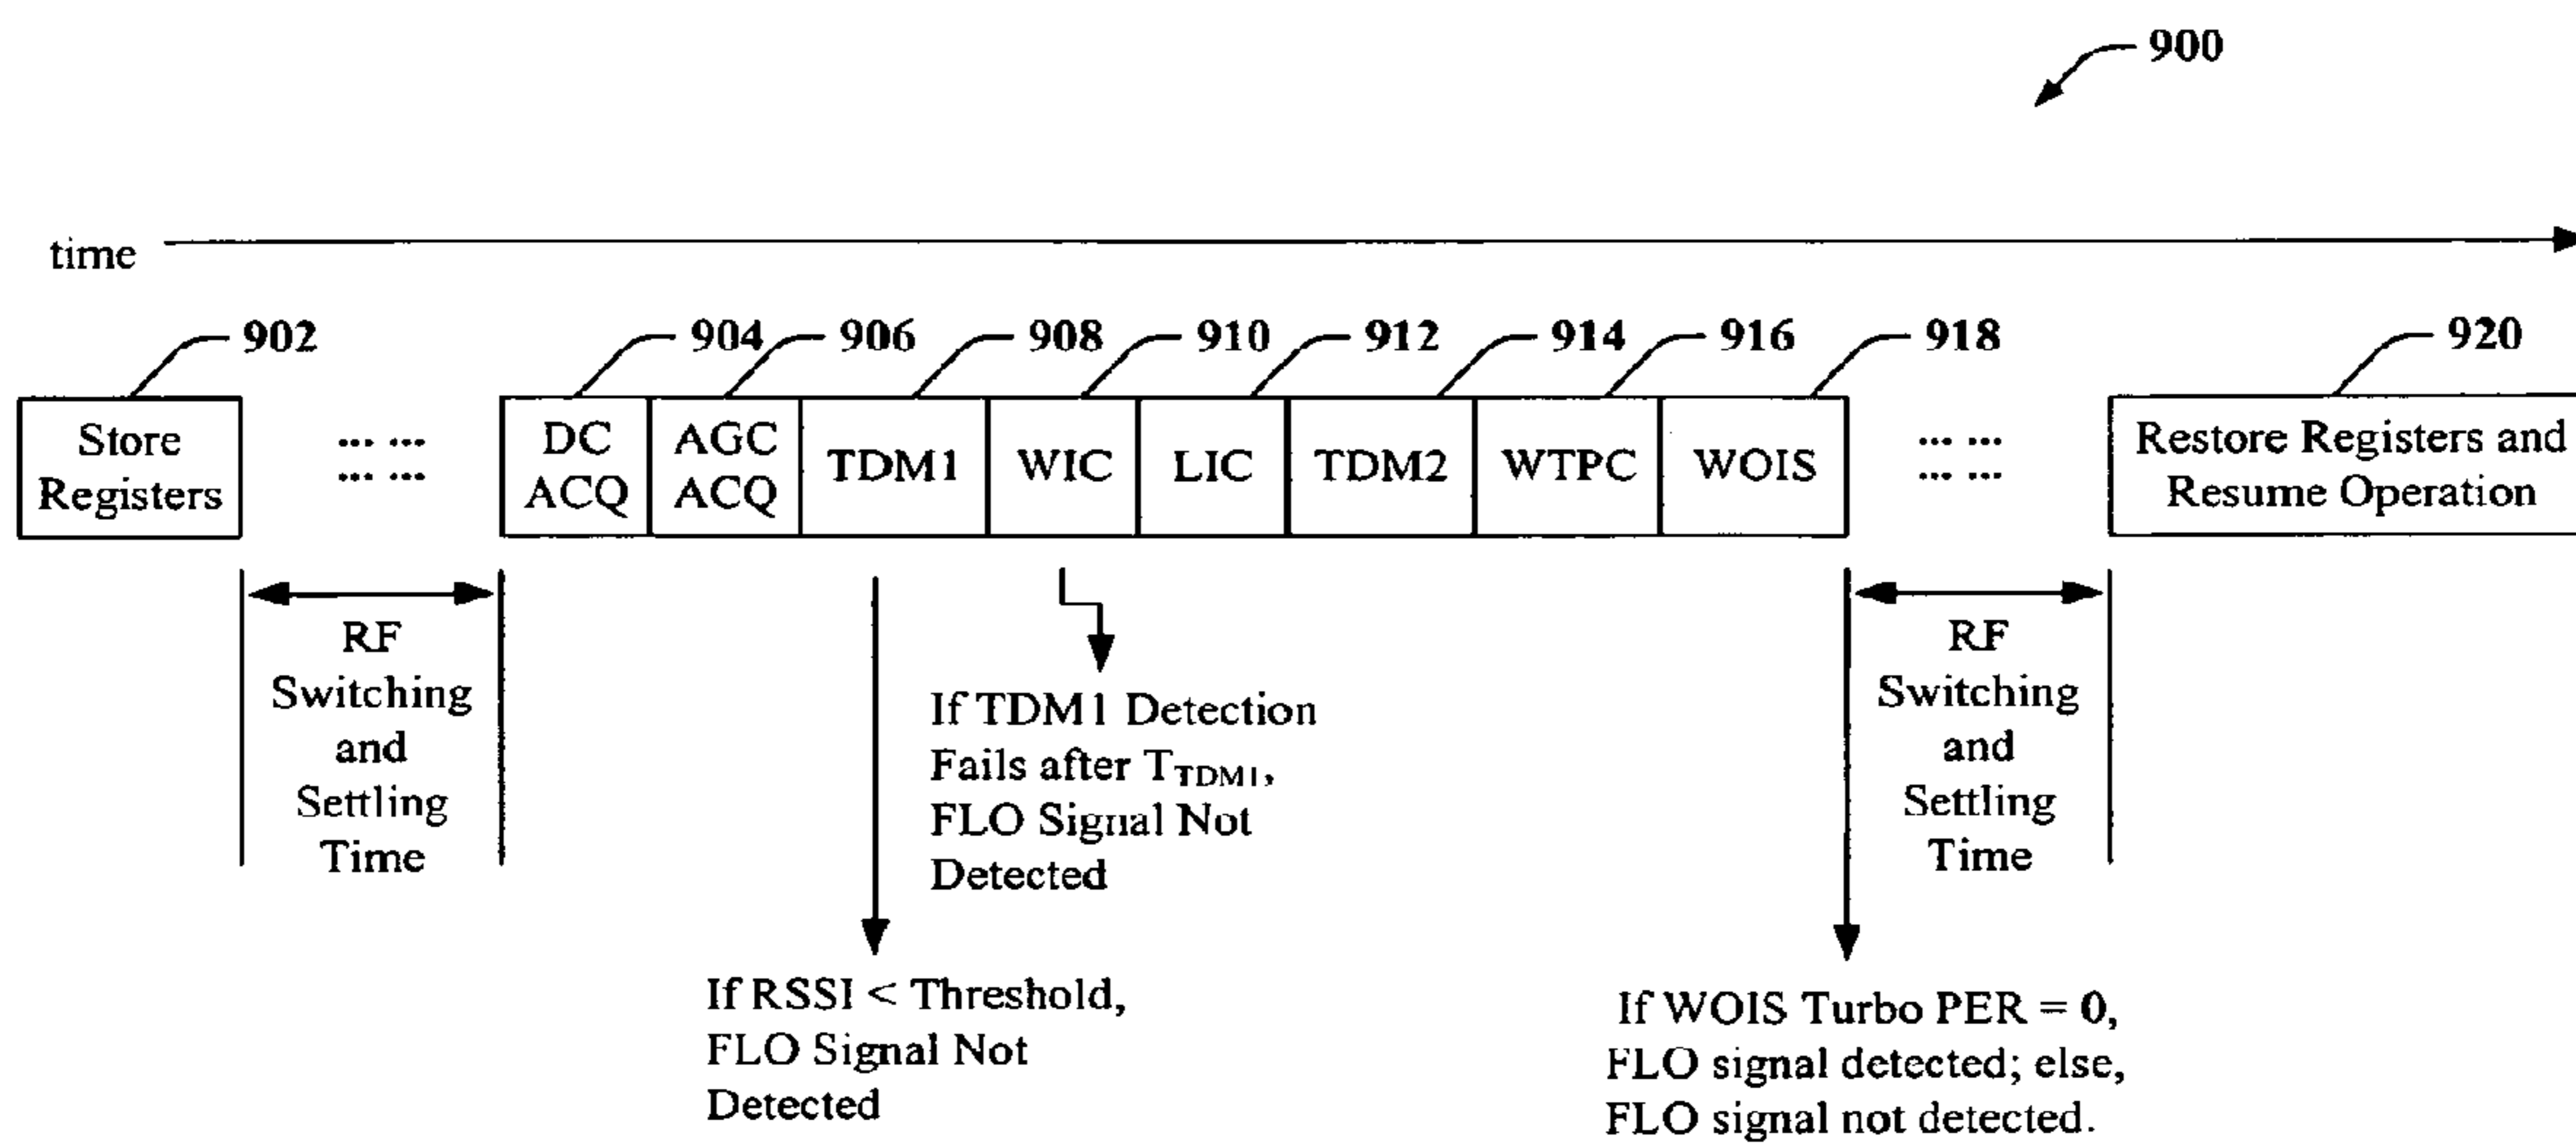 900
time
902
904
906
908
910
912
914
916
918
920
Store
Registers
... ...
... ...
DC
ACQ
AGC
ACQ
TDM1
WIC
LIC
TDM2
WTPC
WOIS
... ...
... ...
Restore Registers and
Resume Operation
RF
Switching
and
Settling
Time
If TDM1 Detection
Fails after TTDM1,
FLO Signal Not
Detected
If RSSI < Threshold,
FLO Signal Not
Detected
RF
Switching
and
Settling
Time
If WOIS Turbo PER = 0,
FLO signal detected; else,
FLO signal not detected.